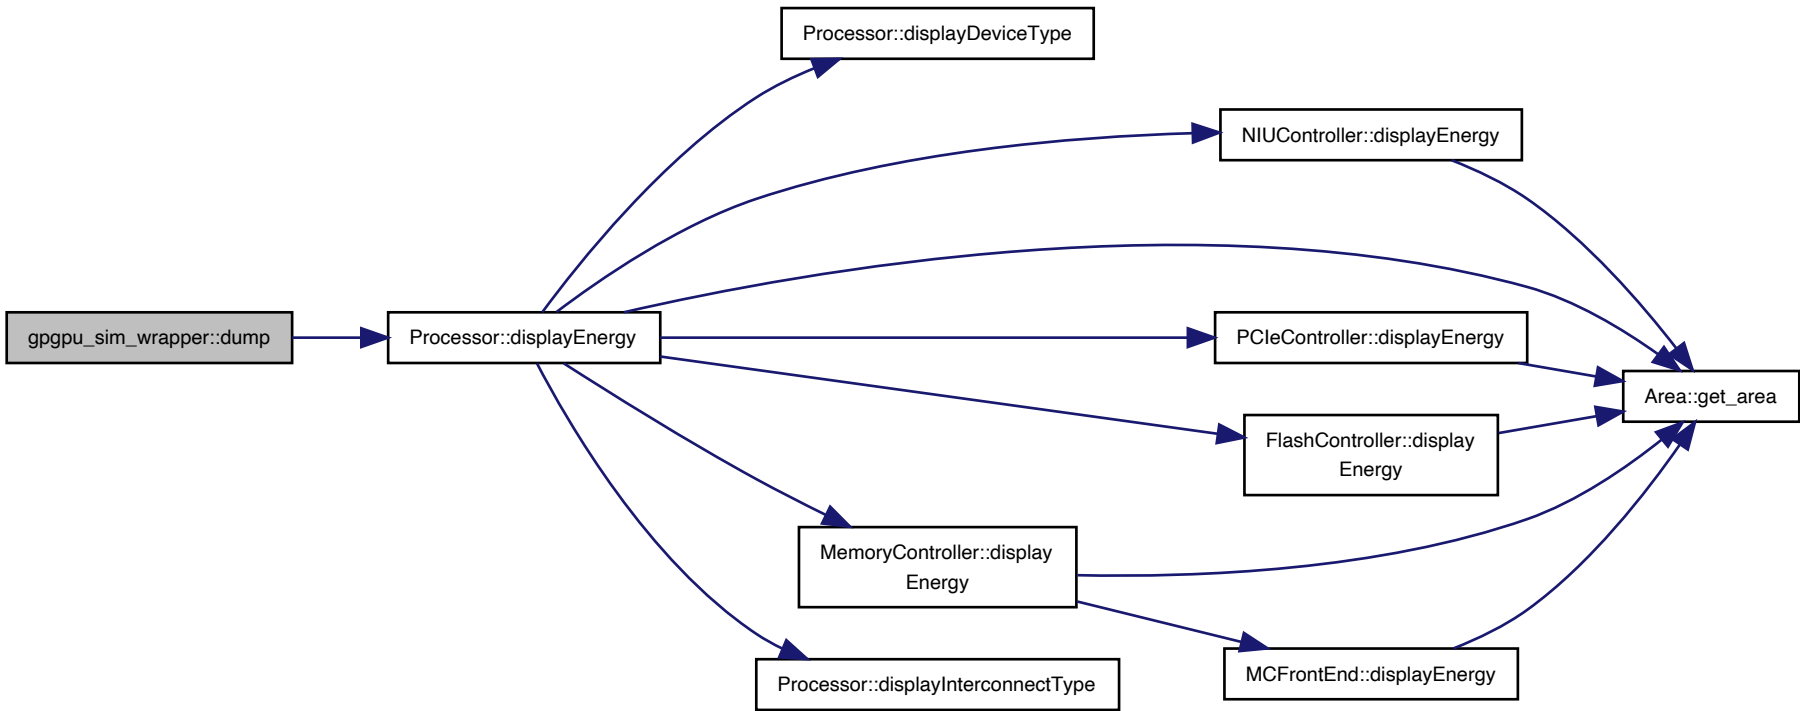 Processor::displayDeviceType
NIUController::displayEnergy
gpgpu_sim_wrapper::dump
Processor::displayEnergy
PCIeController::displayEnergy
Area::get_area
FlashController::display
Energy
MemoryController::display
Energy
MCFrontEnd::displayEnergy
Processor::displayInterconnectType